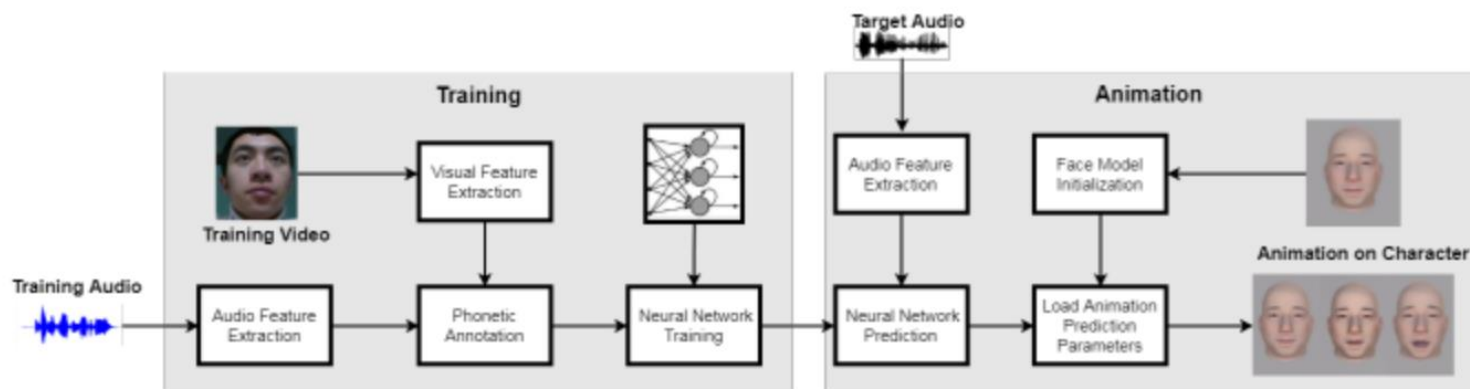 Target Audio
Training
Animation
Visual Feature
Extraction
Audio Feature
Extraction
Face Model
Initialization
Training Video
Animation on Character
Training Audio
Audio Feature
Extraction
Phonetic
Annotation
Neural Network
Training
Neural Network
Prediction
Load Animation
Prediction
Parameters